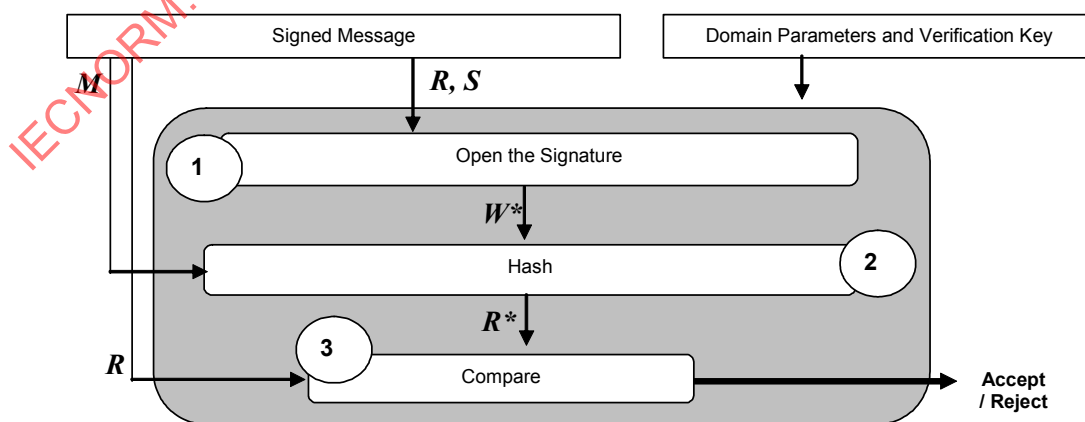 Signed Message
Domain Parameters and Verification Key
IECNORM.
M
R, S
1
Open the Signature
W*
Hash
2
R*
3
R
Compare
Accept
/ Reject